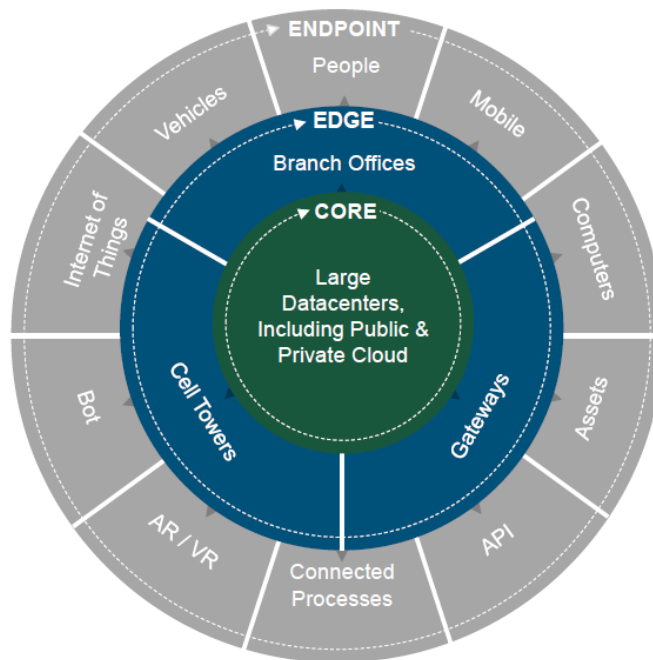 ENDPOINT
People
Mobile
Computers
Assets
API
Connected
Processes
AR / VR
Bot
Internet of
Things
Vehicles
EDGE
Branch Offices
Gateways
Cell Towers
CORE
Large
Datacenters,
Including Public &
Private Cloud